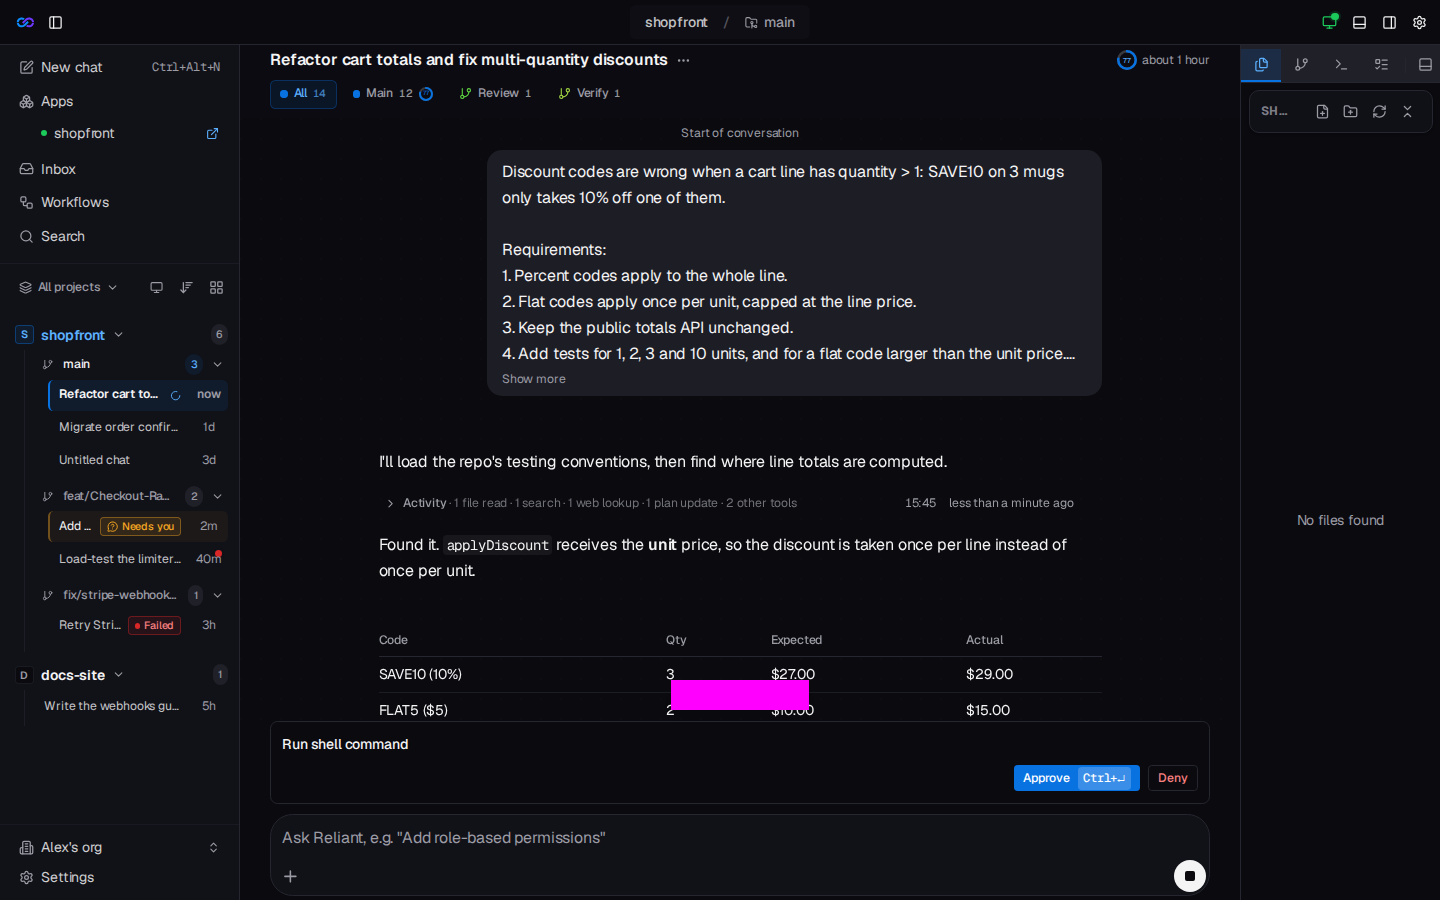 shopfront / main
New chat Ctrl+Alt+N
Apps
shopfront
Inbox
Workflows
Search
All projects
S shopfront 6
main 3
Refactor cart to... now
Migrate order confir... 1d
Untitled chat 3d
feat/Checkout-Ra... 2
Add ... Needs you 2m
Load-test the limiter... 40m
fix/stripe-webhook... 1
Retry Stri... Failed 3h
D docs-site 1
Write the webhooks gu... 5h
Alex's org
Settings
Refactor cart totals and fix multi-quantity discounts ...
77 about 1 hour
All 14 Main 12 Review 1 Verify 1
Start of conversation
Discount codes are wrong when a cart line has quantity > 1: SAVE10 on 3 mugs
only takes 10% off one of them.
Requirements:
1. Percent codes apply to the whole line.
2. Flat codes apply once per unit, capped at the line price.
3. Keep the public totals API unchanged.
4. Add tests for 1, 2, 3 and 10 units, and for a flat code larger than the unit price....
Show more
I'll load the repo's testing conventions, then find where line totals are computed.
Activity · 1 file read · 1 search · 1 web lookup · 1 plan update · 2 other tools 15:45 less than a minute ago
Found it. applyDiscount receives the unit price, so the discount is taken once per line instead of
once per unit.
Code Qty Expected Actual
SAVE10 (10%) 3 $27.00 $29.00
FLAT5 ($5) 2 $10.00 $15.00
Run shell command
Approve Ctrl+↵ Deny
Ask Reliant, e.g. "Add role-based permissions"
SH...
No files found